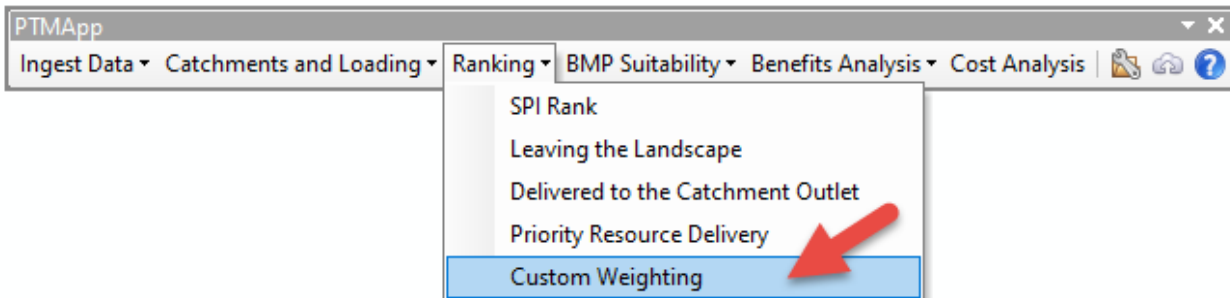 PTMApp
Ingest Data Catchments and Loading Ranking BMP Suitability Benefits Analysis Cost Analysis
SPI Rank
Leaving the Landscape
Delivered to the Catchment Outlet
Priority Resource Delivery
Custom Weighting